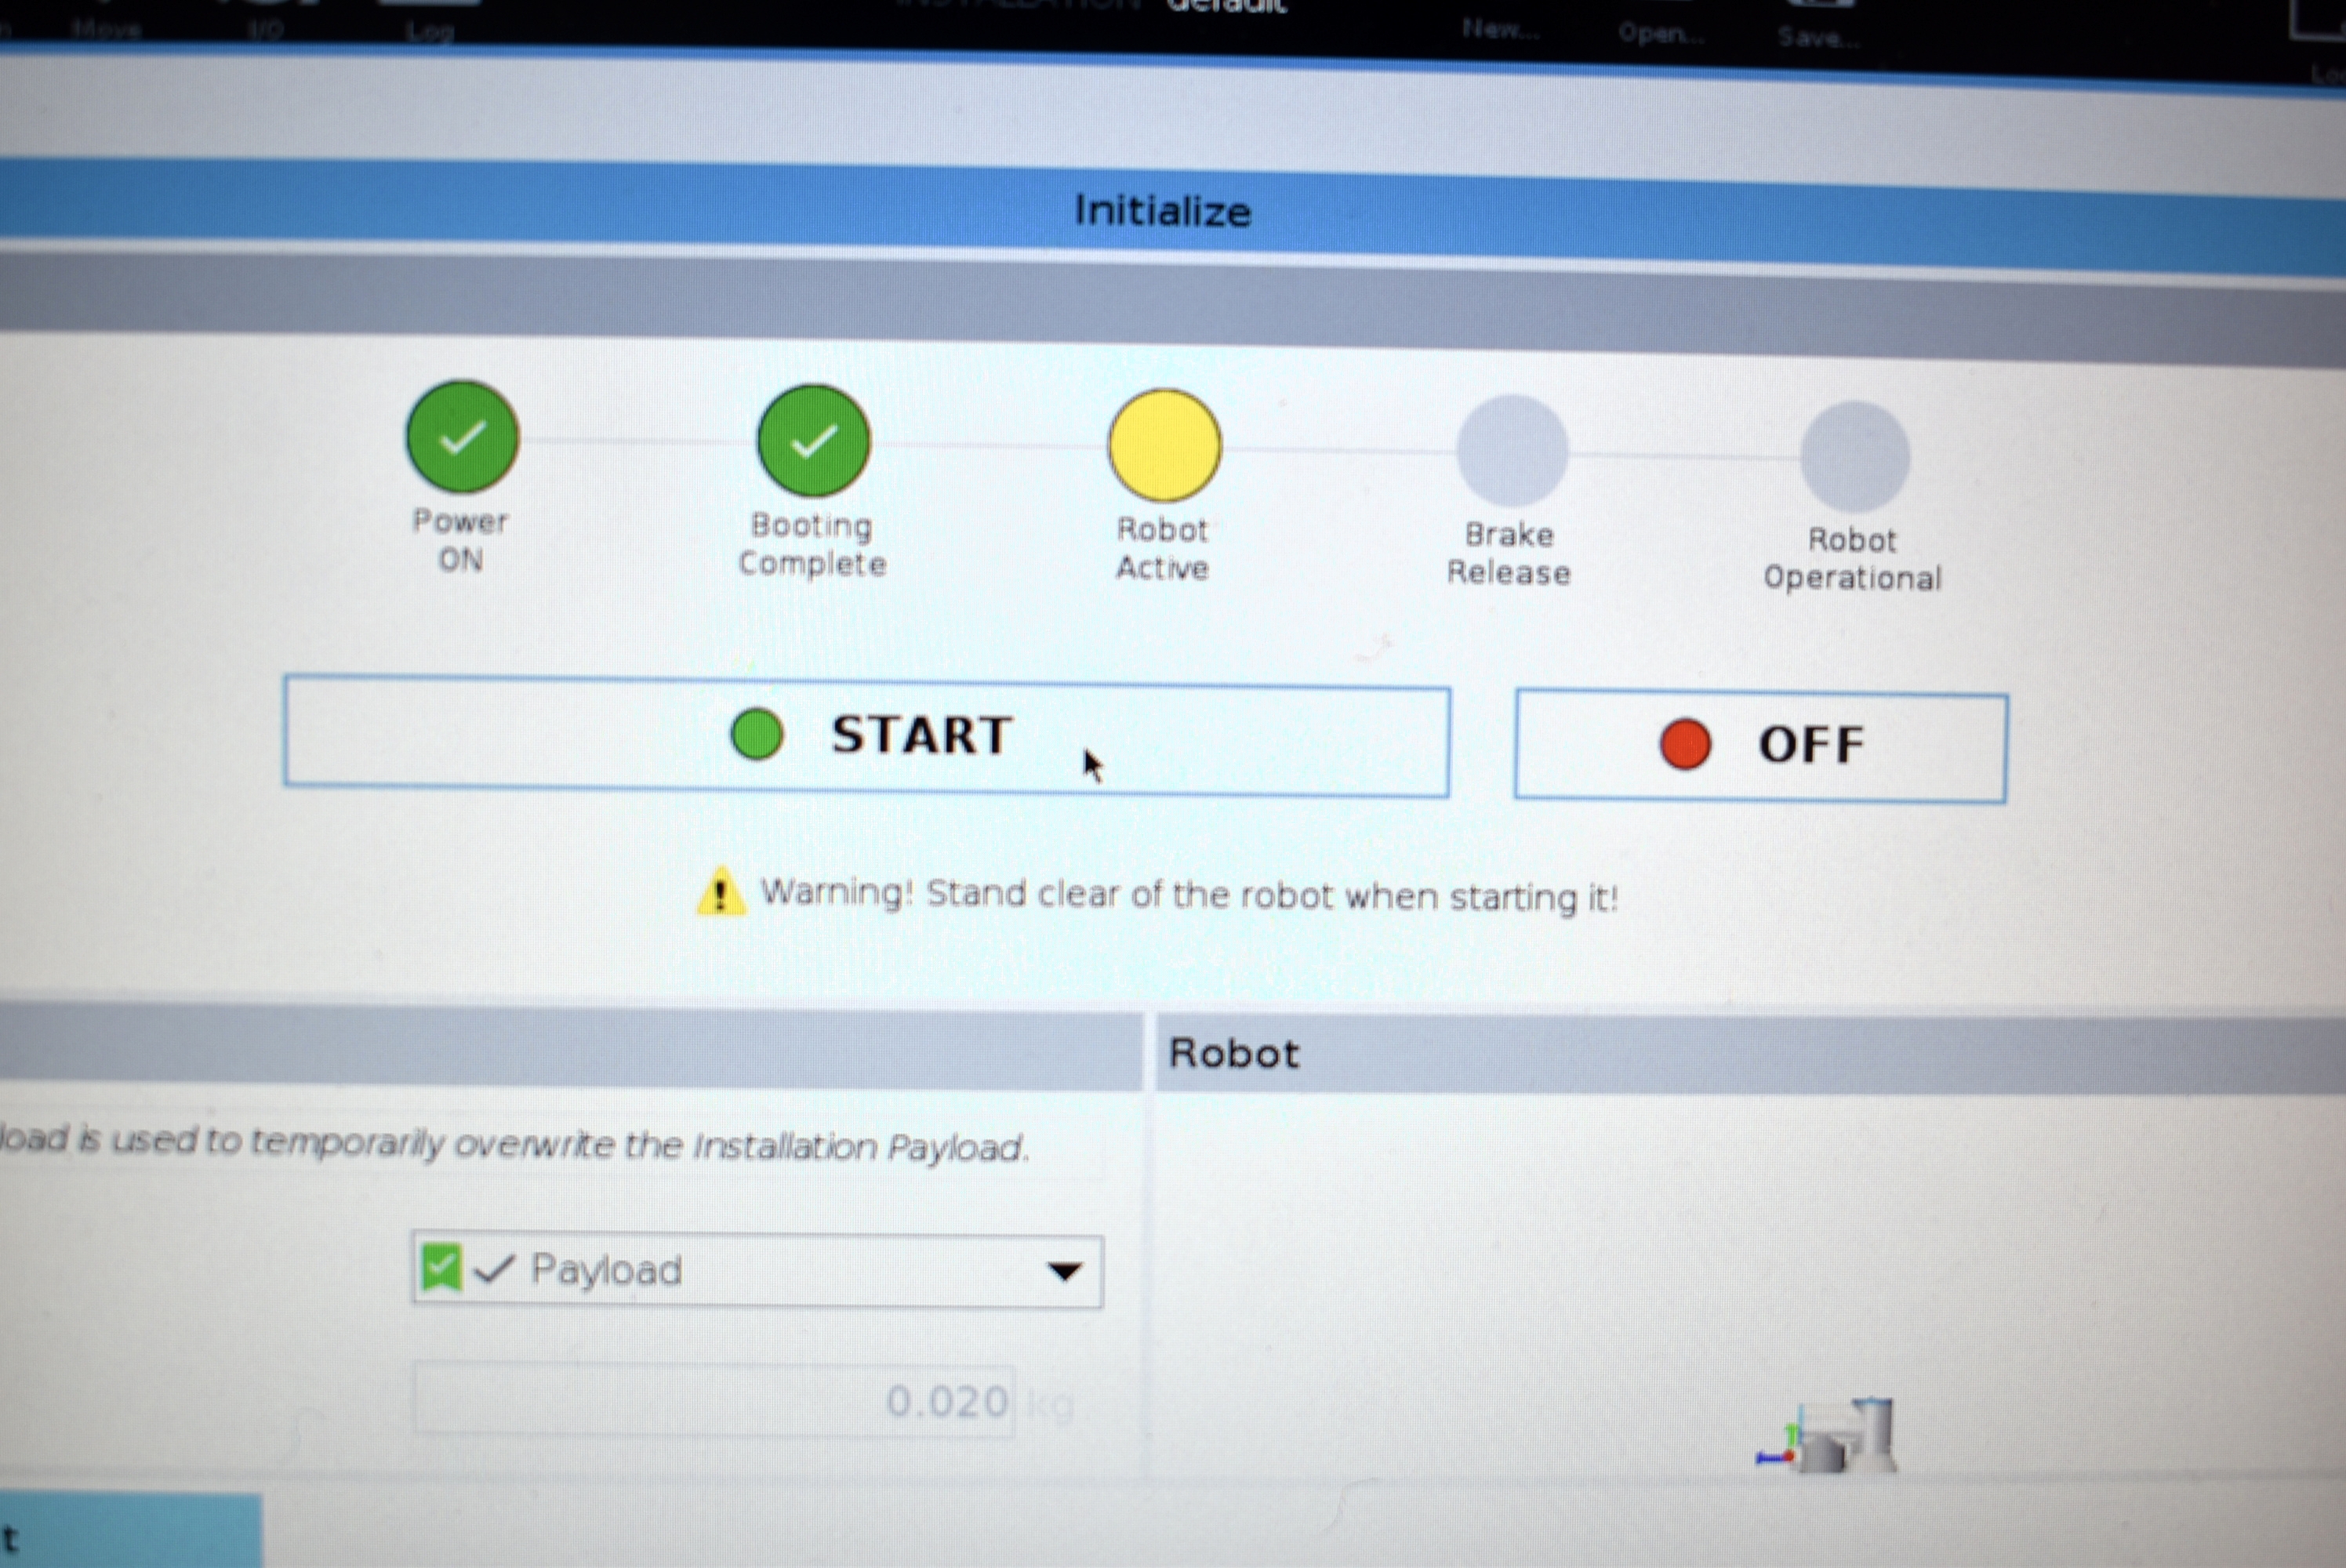 Move
I/O
Log
INSTALLATION default
New...
Open...
Save...
Initialize
Power
ON
Booting
Complete
Robot
Active
Brake
Release
Robot
Operational
START
OFF
Warning! Stand clear of the robot when starting it!
Robot
is used to temporarily overwrite the Installation Payload.
Payload
0.020 kg